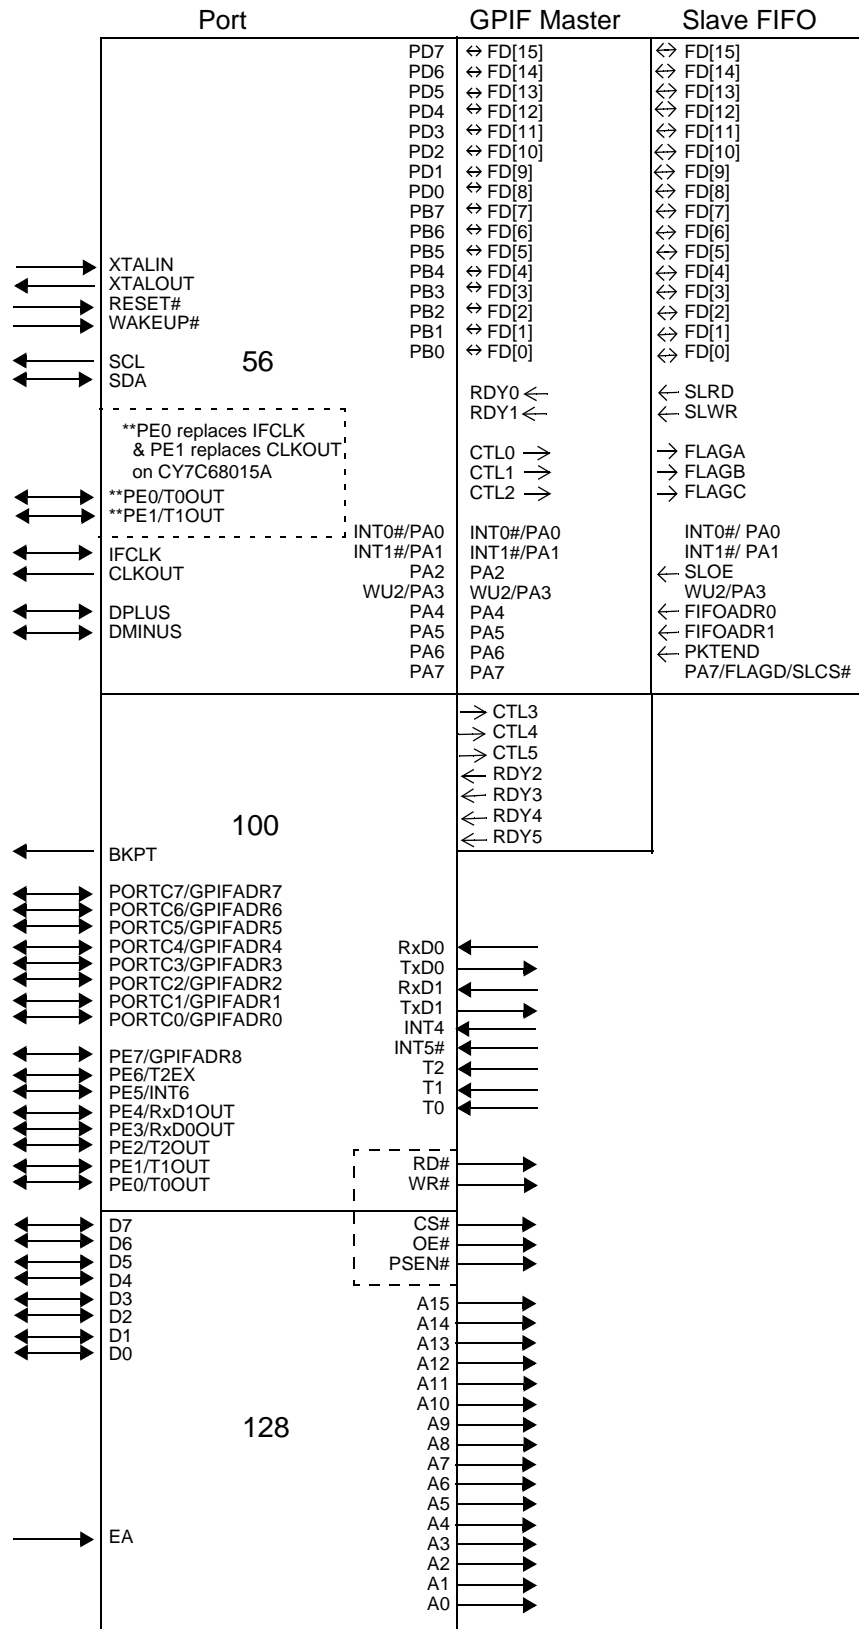 Port GPIF Master Slave FIFO
PD7 FD[15] FD[15]
PD6 FD[14] FD[14]
PD5 FD[13] FD[13]
PD4 FD[12] FD[12]
PD3 FD[11] FD[11]
PD2 FD[10] FD[10]
PD1 FD[9] FD[9]
PD0 FD[8] FD[8]
PB7 FD[7] FD[7]
PB6 FD[6] FD[6]
PB5 FD[5] FD[5]
XTALIN PB4 FD[4] FD[4]
XTALOUT PB3 FD[3] FD[3]
RESET# PB2 FD[2] FD[2]
WAKEUP# PB1 FD[1] FD[1]
SCL 56 PB0 FD[0] FD[0]
SDA
RDY0 SLRD
RDY1 SLWR
**PE0 replaces IFCLK
& PE1 replaces CLKOUT CTL0 FLAGA
on CY7C68015A CTL1 FLAGB
**PE0/T0OUT CTL2 FLAGC
**PE1/T1OUT
INT0#/PA0 INT0#/PA0 INT0#/ PA0
IFCLK INT1#/PA1 INT1#/PA1 INT1#/ PA1
CLKOUT PA2 PA2 SLOE
WU2/PA3 WU2/PA3 WU2/PA3
DPLUS PA4 PA4 FIFOADR0
DMINUS PA5 PA5 FIFOADR1
PA6 PA6 PKTEND
PA7 PA7 PA7/FLAGD/SLCS#
CTL3
CTL4
CTL5
RDY2
RDY3
100 RDY4
RDY5
BKPT
PORTC7/GPIFADR7
PORTC6/GPIFADR6
PORTC5/GPIFADR5
PORTC4/GPIFADR4 RxD0
PORTC3/GPIFADR3 TxD0
PORTC2/GPIFADR2 RxD1
PORTC1/GPIFADR1 TxD1
PORTC0/GPIFADR0 INT4
INT5#
PE7/GPIFADR8 T2
PE6/T2EX
PE5/INT6 T1
PE4/RxD1OUT T0
PE3/RxD0OUT
PE2/T2OUT
PE1/T1OUT RD#
PE0/T0OUT WR#
D7 CS#
D6 OE#
D5 PSEN#
D4
D3 A15
D2 A14
D1 A13
D0 A12
A11
A10
128 A9
A8
A7
A6
A5
A4
EA A3
A2
A1
A0